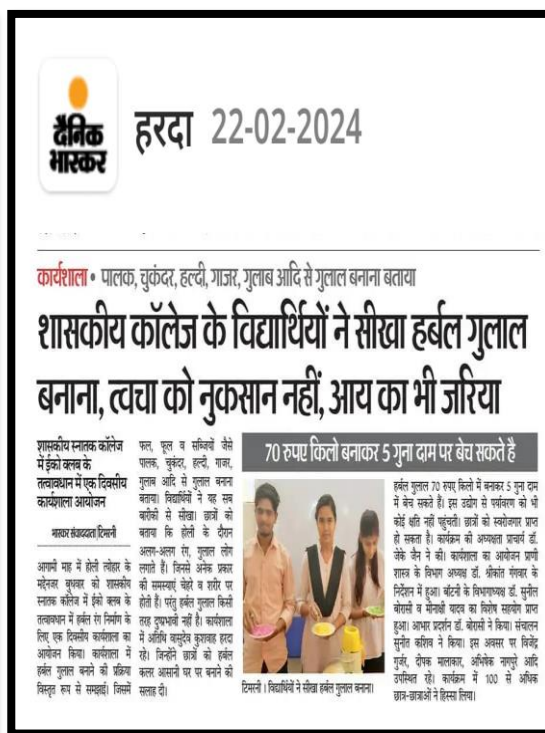 दैनिक
भास्कर
हरदा 22-02-2024
कार्यशाला • पालक, चुकंदर, हल्दी, गाजर, गुलाब आदि से गुलाल बनाना बताया
शासकीय कॉलेज के विद्यार्थियों ने सीखा हर्बल गुलाल
बनाना, त्वचा को नुकसान नहीं, आय का भी जरिया
शासकीय स्नातक कॉलेज
में ईको क्लब के
तत्वावधान में एक दिवसीय
कार्यशाला आयोजन
भास्कर संवाददाता टिमरनी
आगामी माह में होली त्योहार के
मद्देनजर बुधवार को शासकीय
स्नातक कॉलेज में ईको क्लब के
तत्वावधान में हर्बल रंग निर्माण के
लिए एक दिवसीय कार्यशाला का
आयोजन किया। कार्यशाला में
हर्बल गुलाल बनाने की प्रक्रिया
विस्तृत रूप से समझाई। जिसमें
फल, फूल व सब्जियों जैसे
पालक, चुकंदर, हल्दी, गाजर,
गुलाब आदि से गुलाल बनाना
बताया। विद्यार्थियों ने यह सब
बारीकी से सीखा। छात्रों को
बताया कि होली के दौरान
अलग-अलग रंग, गुलाल लोग
लगाते हैं। जिनसे अनेक प्रकार
की समस्याएं चेहरे व शरीर पर
होती हैं। परंतु हर्बल गुलाल किसी
तरह दुष्प्रभावी नहीं है। कार्यशाला
में अतिथि वासुदेव कुशवाह हरदा
रहे। जिन्होंने छात्रों को हर्बल
कलर आसानी घर पर बनाने की
सलाह दी।
70 रुपए किलो बनाकर 5 गुना दाम पर बेच सकते है
टिमरनी। विद्यार्थियों ने सीखा हर्बल गुलाल बनाना।
हर्बल गुलाल 70 रुपए किलो में बनाकर 5 गुना दाम
में बेच सकते हैं। इस उद्योग से पर्यावरण को भी
कोई क्षति नहीं पहुंचती। छात्रों को स्वरोजगार प्राप्त
हो सकता है। कार्यक्रम की अध्यक्षता प्राचार्य डॉ.
जेके जैन ने की। कार्यशाला का आयोजन प्राणी
शास्त्र के विभाग अध्यक्ष डॉ. श्रीकांत गंगवार के
निर्देशन में हुआ। बॉटनी के विभागाध्यक्ष डॉ. सुनील
बोरासी व मोनाक्षी यादव का विशेष सहयोग प्राप्त
हुआ। आभार प्रदर्शन डॉ. बोरासी ने किया। संचालन
सुनीत काशिव ने किया। इस अवसर पर विजेंद्र
गुर्जर, दीपक मालाकार, अभिषेक नागपुरे आदि
उपस्थित रहे। कार्यक्रम में 100 से अधिक
छात्र-छात्राओं ने हिस्सा लिया।